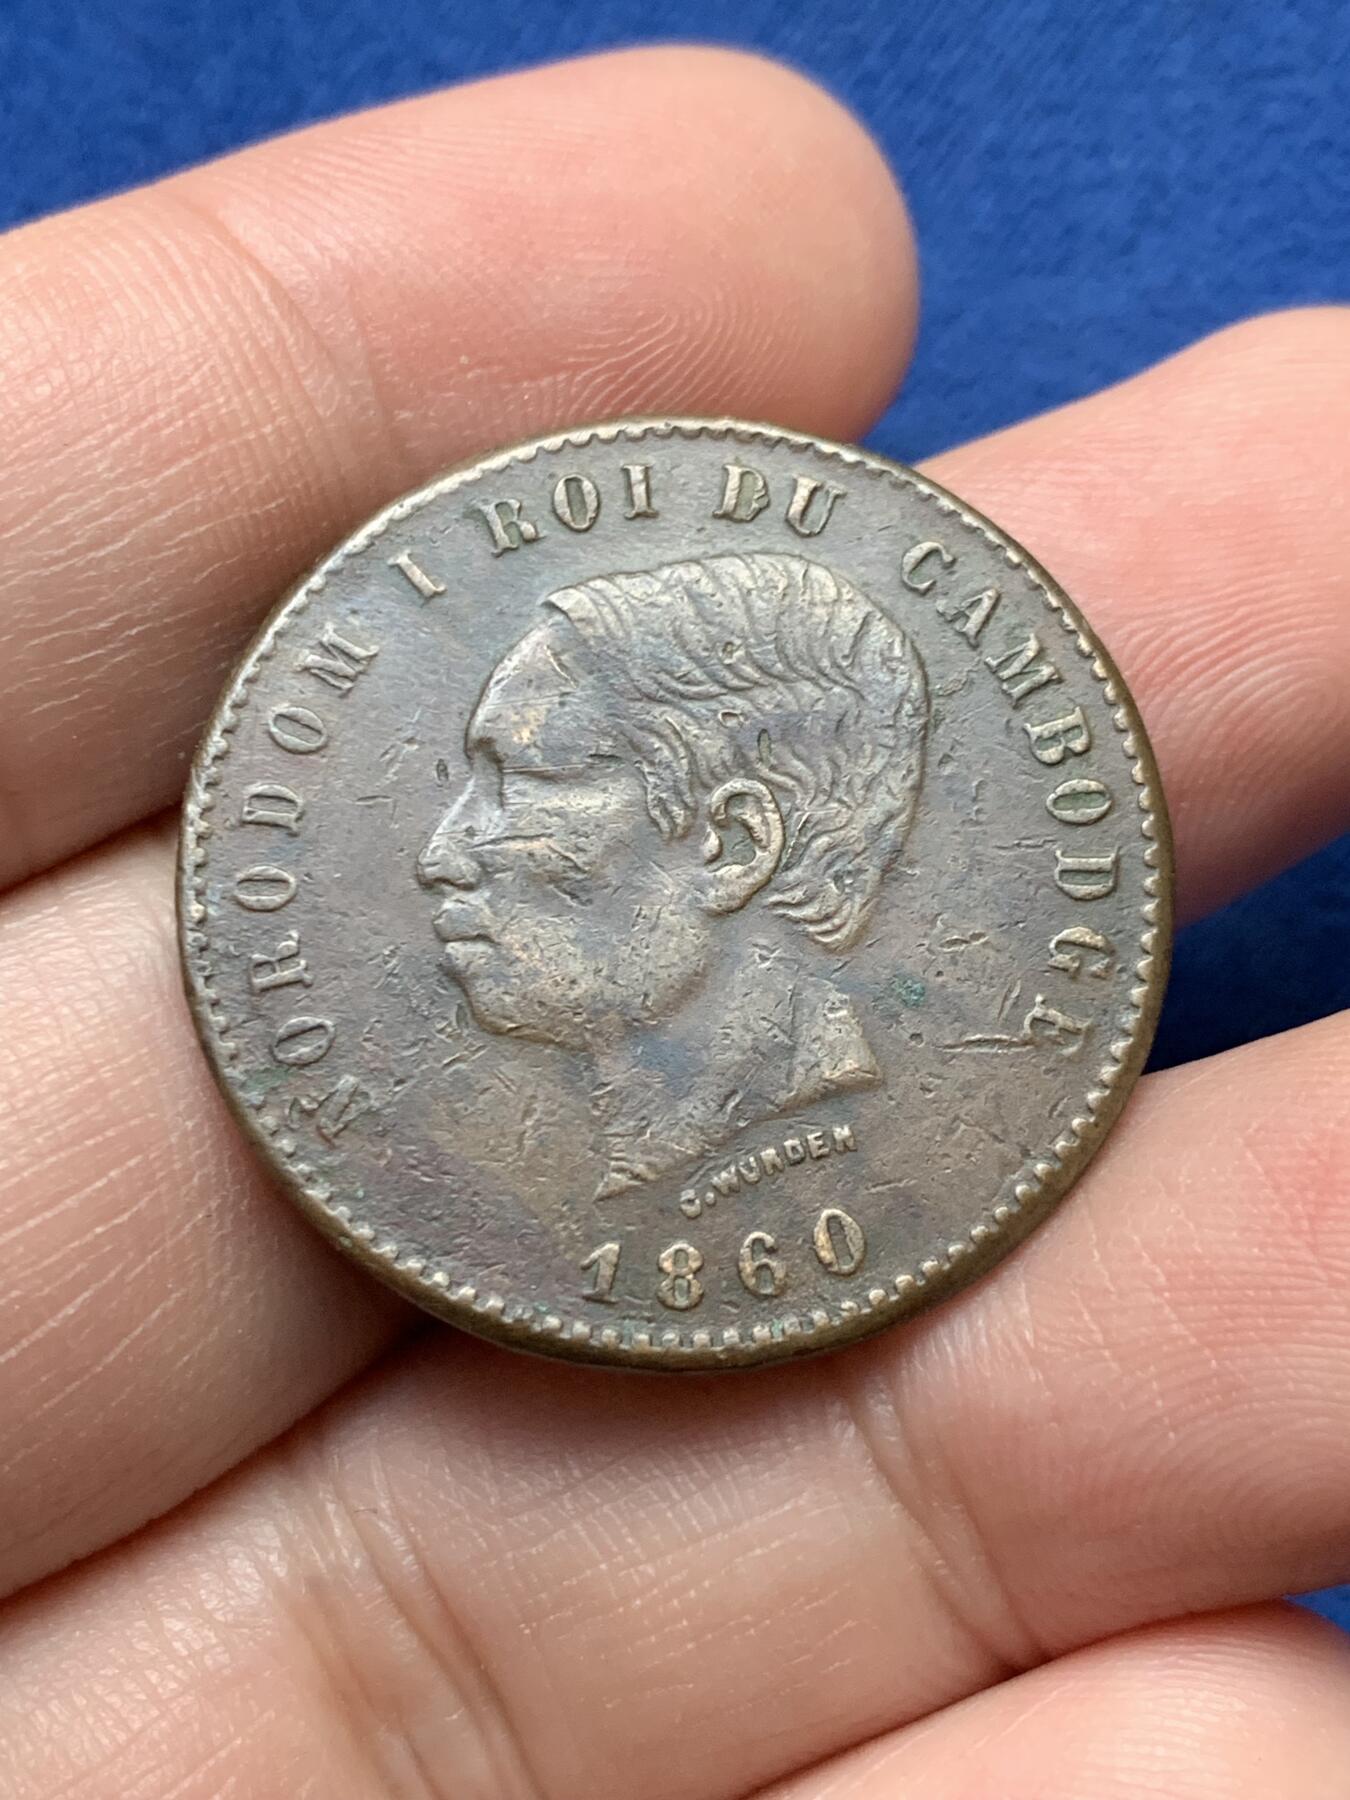 NORODOM I ROI DU CAMBODGE
C.WURDEN
1860